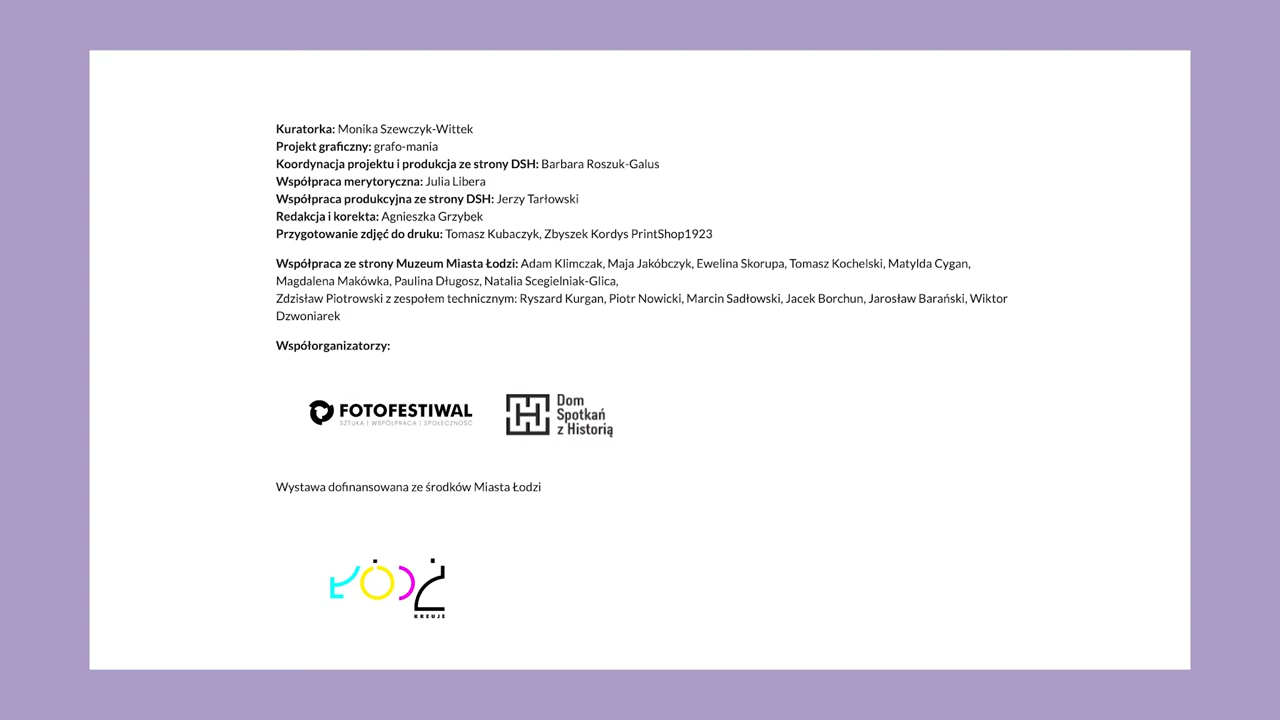 Kuratorka: Monika Szewczyk-Wittek
Projekt graficzny: grafo-mania
Koordynacja projektu i produkcja ze strony DSH: Barbara Roszuk-Galus
Współpraca merytoryczna: Julia Libera
Współpraca produkcyjna ze strony DSH: Jerzy Tarłowski
Redakcja i korekta: Agnieszka Grzybek
Przygotowanie zdjęć do druku: Tomasz Kubaczyk, Zbyszek Kordys PrintShop1923
Współpraca ze strony Muzeum Miasta Łodzi: Adam Klimczak, Maja Jakóbczyk, Ewelina Skorupa, Tomasz Kochelski, Matylda Cygan,
Magdalena Makówka, Paulina Długosz, Natalia Scegielniak-Glica,
Zdzisław Piotrowski z zespołem technicznym: Ryszard Kurgan, Piotr Nowicki, Marcin Sadłowski, Jacek Borchun, Jarosław Barański, Wiktor
Dzwoniarek
Współorganizatorzy:
FOTOFESTIWAL
SZTUKA | WSPÓŁPRACA | SPOŁECZNOŚĆ
Dom
Spotkań
z Historią
Wystawa dofinansowana ze środków Miasta Łodzi
ŁÓDŹ
KREUJE